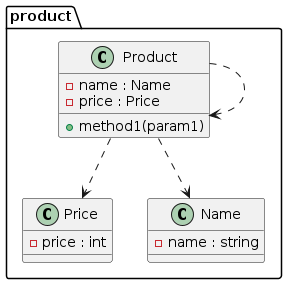 product
C Product
name : Name
price : Price
method1(param1)
C Price
price : int
C Name
name : string